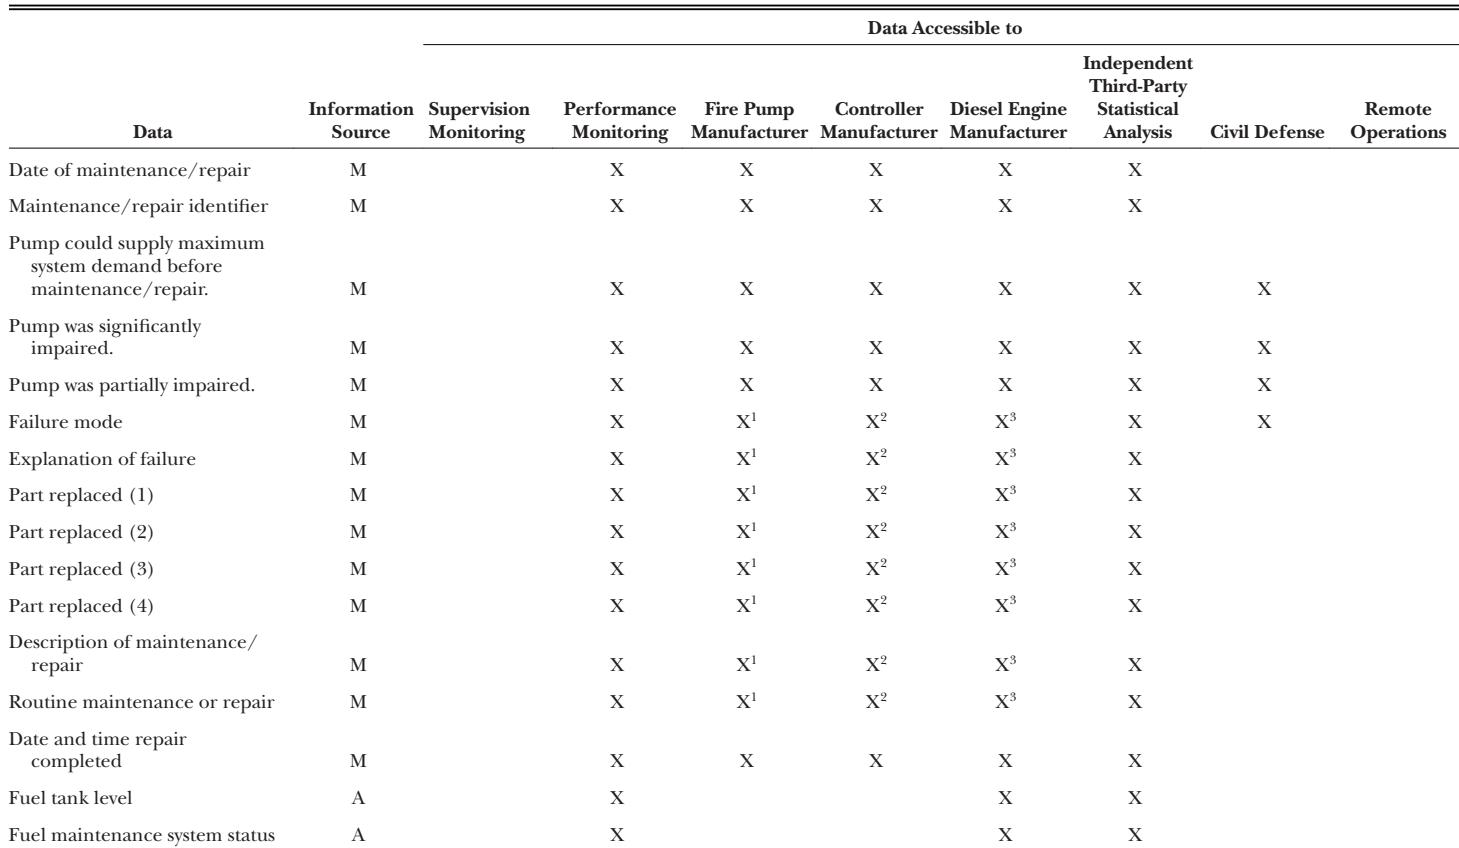 Data Accessible to
Data Information Source Supervision Monitoring Performance Monitoring Fire Pump Manufacturer Controller Manufacturer Diesel Engine Manufacturer Independent Third-Party Statistical Analysis Civil Defense Remote Operations
Date of maintenance/repair M X X X X X
Maintenance/repair identifier M X X X X X
Pump could supply maximum
system demand before
maintenance/repair. M X X X X X X
Pump was significantly
impaired. M X X X X X X
Pump was partially impaired. M X X X X X X
Failure mode M X X¹ X² X³ X X
Explanation of failure M X X¹ X² X³ X
Part replaced (1) M X X¹ X² X³ X
Part replaced (2) M X X¹ X² X³ X
Part replaced (3) M X X¹ X² X³ X
Part replaced (4) M X X¹ X² X³ X
Description of maintenance/
repair M X X¹ X² X³ X
Routine maintenance or repair M X X¹ X² X³ X
Date and time repair
completed M X X X X X
Fuel tank level A X X X
Fuel maintenance system status A X X X